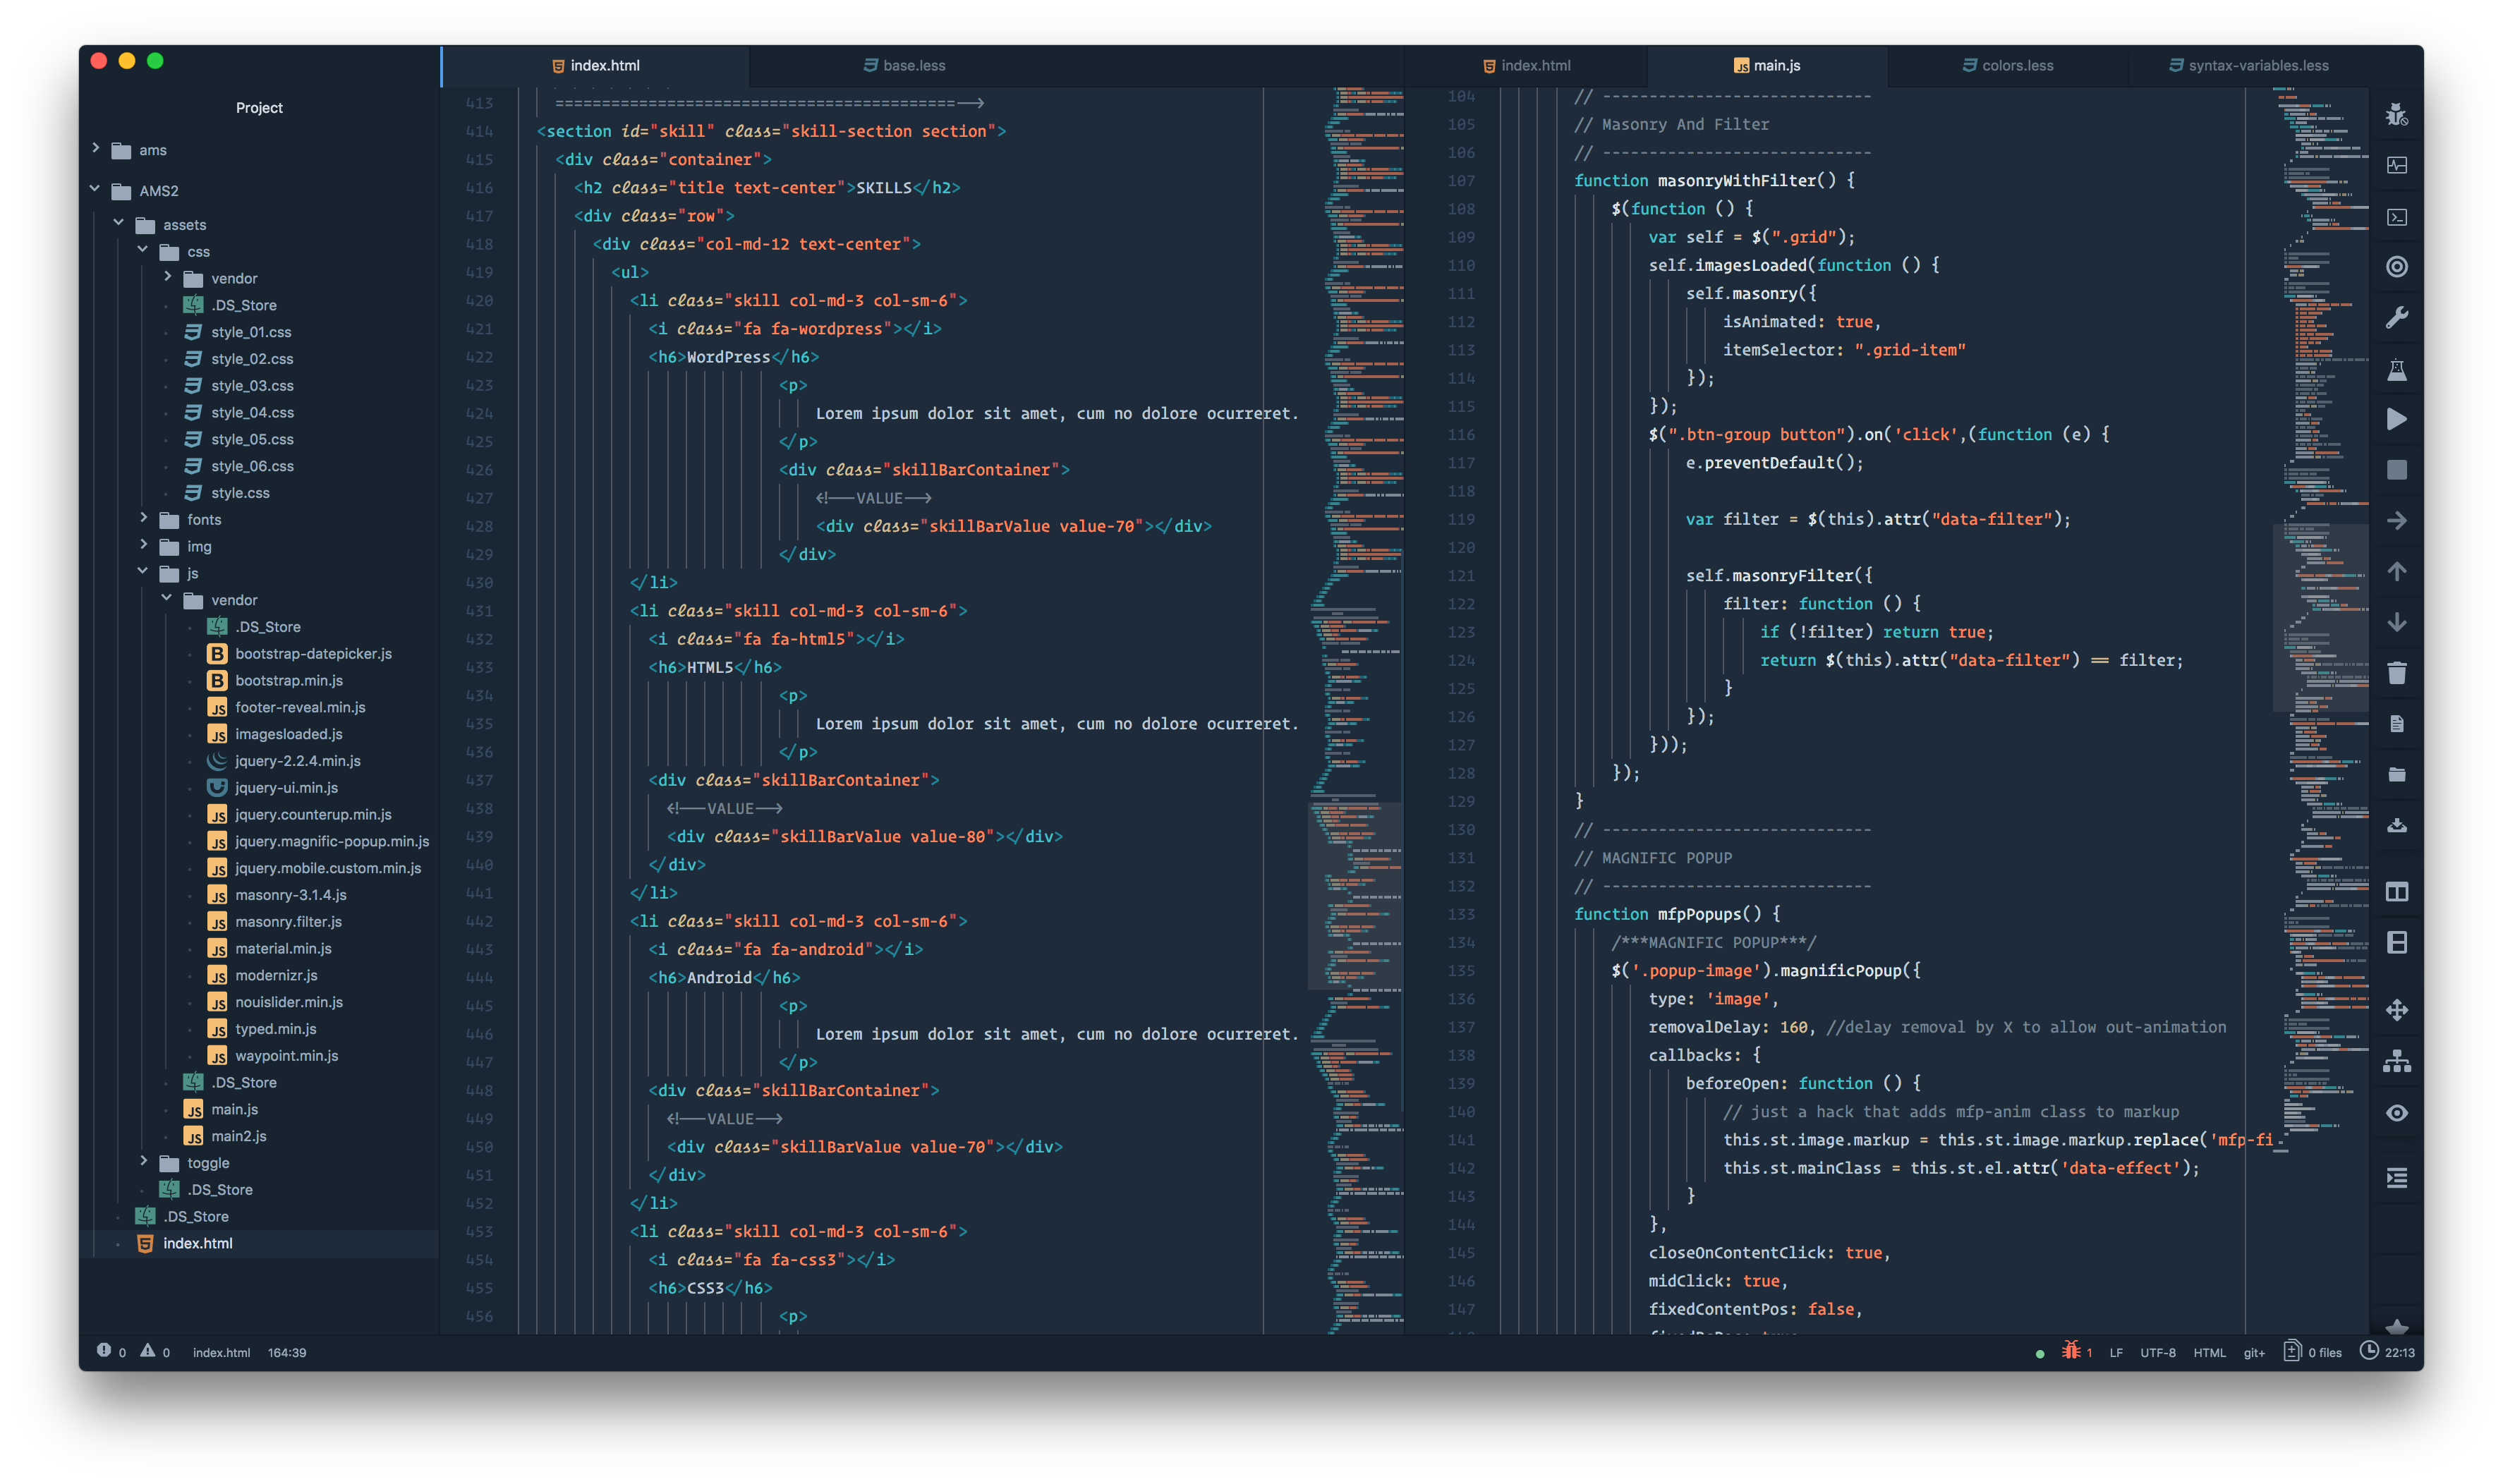 Project
ams
AMS2
assets
css
vendor
.DS_Store
style_01.css
style_02.css
style_03.css
style_04.css
style_05.css
style_06.css
style.css
fonts
img
js
vendor
.DS_Store
bootstrap-datepicker.js
bootstrap.min.js
footer-reveal.min.js
imagesloaded.js
jquery-2.2.4.min.js
jquery-ui.min.js
jquery.counterup.min.js
jquery.magnific-popup.min.js
jquery.mobile.custom.min.js
masonry-3.1.4.js
masonry.filter.js
material.min.js
modernizr.js
nouislider.min.js
typed.min.js
waypoint.min.js
.DS_Store
main.js
main2.js
toggle
.DS_Store
.DS_Store
index.html
index.html base.less
413 ===========================================-->
414 <section id="skill" class="skill-section section">
415 <div class="container">
416 <h2 class="title text-center">SKILLS</h2>
417 <div class="row">
418 <div class="col-md-12 text-center">
419 <ul>
420 <li class="skill col-md-3 col-sm-6">
421 <i class="fa fa-wordpress"></i>
422 <h6>WordPress</h6>
423 <p>
424 Lorem ipsum dolor sit amet, cum no dolore ocurreret.
425 </p>
426 <div class="skillBarContainer">
427 <!--VALUE-->
428 <div class="skillBarValue value-70"></div>
429 </div>
430 </li>
431 <li class="skill col-md-3 col-sm-6">
432 <i class="fa fa-html5"></i>
433 <h6>HTML5</h6>
434 <p>
435 Lorem ipsum dolor sit amet, cum no dolore ocurreret.
436 </p>
437 <div class="skillBarContainer">
438 <!--VALUE-->
439 <div class="skillBarValue value-80"></div>
440 </div>
441 </li>
442 <li class="skill col-md-3 col-sm-6">
443 <i class="fa fa-android"></i>
444 <h6>Android</h6>
445 <p>
446 Lorem ipsum dolor sit amet, cum no dolore ocurreret.
447 </p>
448 <div class="skillBarContainer">
449 <!--VALUE-->
450 <div class="skillBarValue value-70"></div>
451 </div>
452 </li>
453 <li class="skill col-md-3 col-sm-6">
454 <i class="fa fa-css3"></i>
455 <h6>CSS3</h6>
456 <p>
index.html main.js colors.less syntax-variables.less
104 // -----------------------------
105 // Masonry And Filter
106 // -----------------------------
107 function masonryWithFilter() {
108 $(function () {
109 var self = $(".grid");
110 self.imagesLoaded(function () {
111 self.masonry({
112 isAnimated: true,
113 itemSelector: ".grid-item"
114 });
115 });
116 $(".btn-group button").on('click',(function (e) {
117 e.preventDefault();
118
119 var filter = $(this).attr("data-filter");
120
121 self.masonryFilter({
122 filter: function () {
123 if (!filter) return true;
124 return $(this).attr("data-filter") == filter;
125 }
126 });
127 }));
128 });
129 }
130 // -----------------------------
131 // MAGNIFIC POPUP
132 // -----------------------------
133 function mfpPopups() {
134 /***MAGNIFIC POPUP***/
135 $('.popup-image').magnificPopup({
136 type: 'image',
137 removalDelay: 160, //delay removal by X to allow out-animation
138 callbacks: {
139 beforeOpen: function () {
140 // just a hack that adds mfp-anim class to markup
141 this.st.image.markup = this.st.image.markup.replace('mfp-fi
142 this.st.mainClass = this.st.el.attr('data-effect');
143 }
144 },
145 closeOnContentClick: true,
146 midClick: true,
147 fixedContentPos: false,
0 0 index.html 164:39
1 LF UTF-8 HTML git+ 0 files 22:13